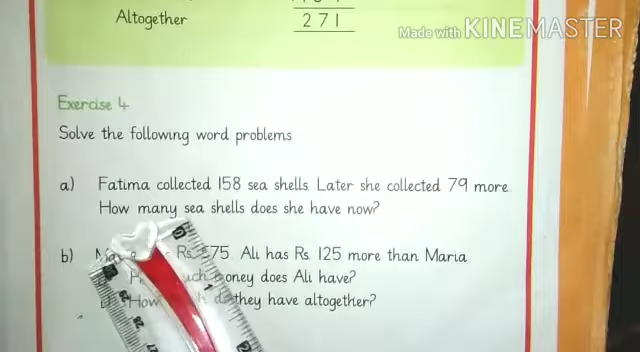 Altogether
271
Made with KINEMASTER
Exercise 4
Solve the following word problems
a) Fatima collected 158 sea shells. Later she collected 79 more.
How many sea shells does she have now?
b) Rs. Ali has Rs. 125 more than Maria.
does Ali have?
How they have altogether?